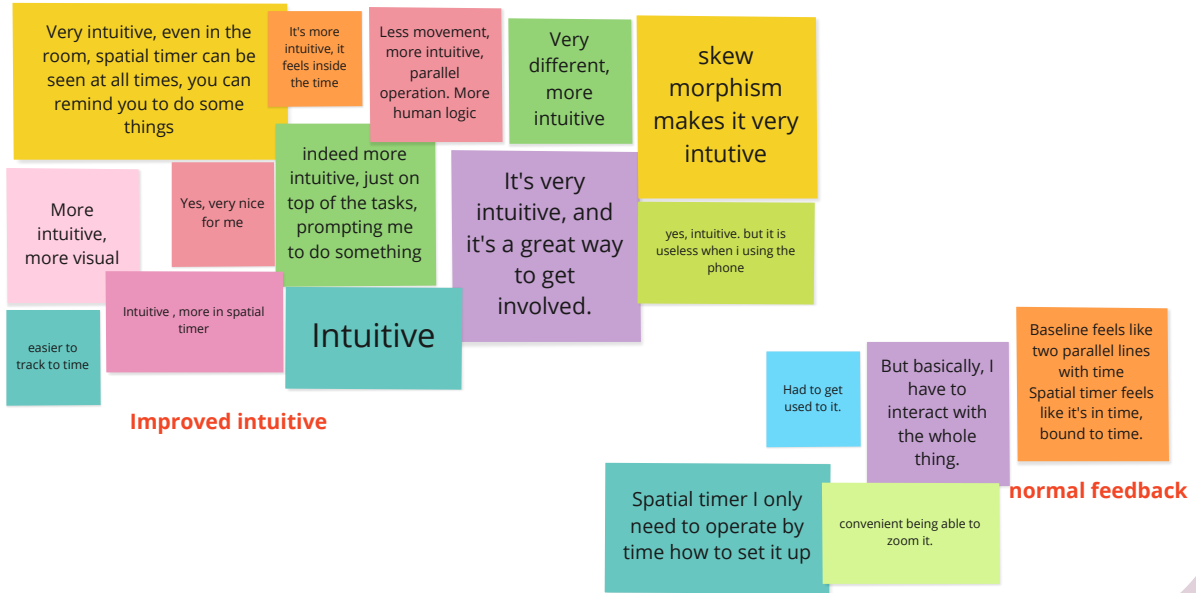 Very intuitive, even in the
room, spatial timer can be
seen at all times, you can
remind you to do some
things
It's more
intuitive, it
feels inside
the time
Less movement,
more intuitive,
parallel
operation. More
human logic
Very
different,
more
intuitive
skew
morphism
makes it very
intutive
More
intuitive,
more visual
Yes, very nice
for me
indeed more
intuitive, just on
top of the tasks,
prompting me
to do something
It's very
intuitive, and
it's a great way
to get
involved.
yes, intuitive. but it is
useless when i using the
phone
easier to
track to time
Intuitive , more in spatial
timer
Intuitive
Improved intuitive
Had to get
used to it.
But basically, I
have to
interact with
the whole
thing.
Baseline feels like
two parallel lines
with time
Spatial timer feels
like it's in time,
bound to time.
Spatial timer I only
need to operate by
time how to set it up
convenient being able to
zoom it.
normal feedback